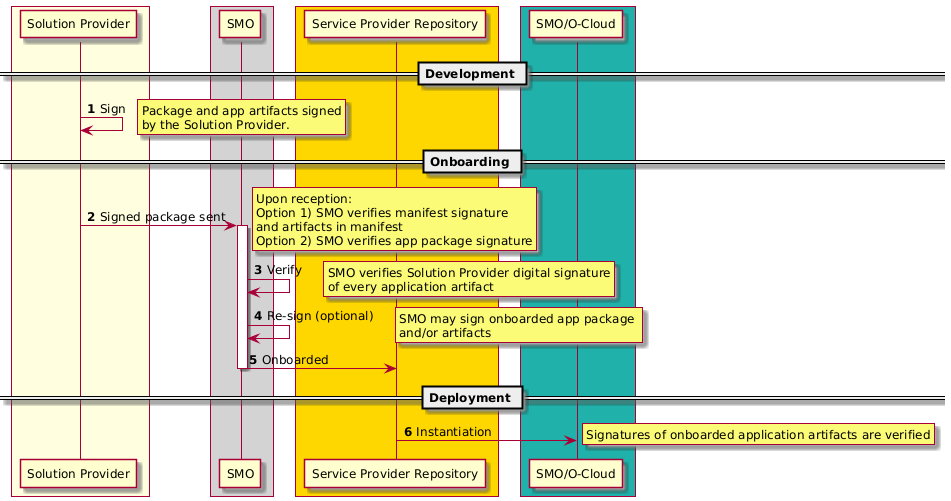 Solution Provider
SMO
Service Provider Repository
SMO/O-Cloud
Development
1 Sign
Package and app artifacts signed
by the Solution Provider.
Onboarding
2 Signed package sent
Upon reception:
Option 1) SMO verifies manifest signature
and artifacts in manifest
Option 2) SMO verifies app package signature
3 Verify
SMO verifies Solution Provider digital signature
of every application artifact
4 Re-sign (optional)
SMO may sign onboarded app package
and/or artifacts
5 Onboarded
Deployment
6 Instantiation
Signatures of onboarded application artifacts are verified
Solution Provider
SMO
Service Provider Repository
SMO/O-Cloud